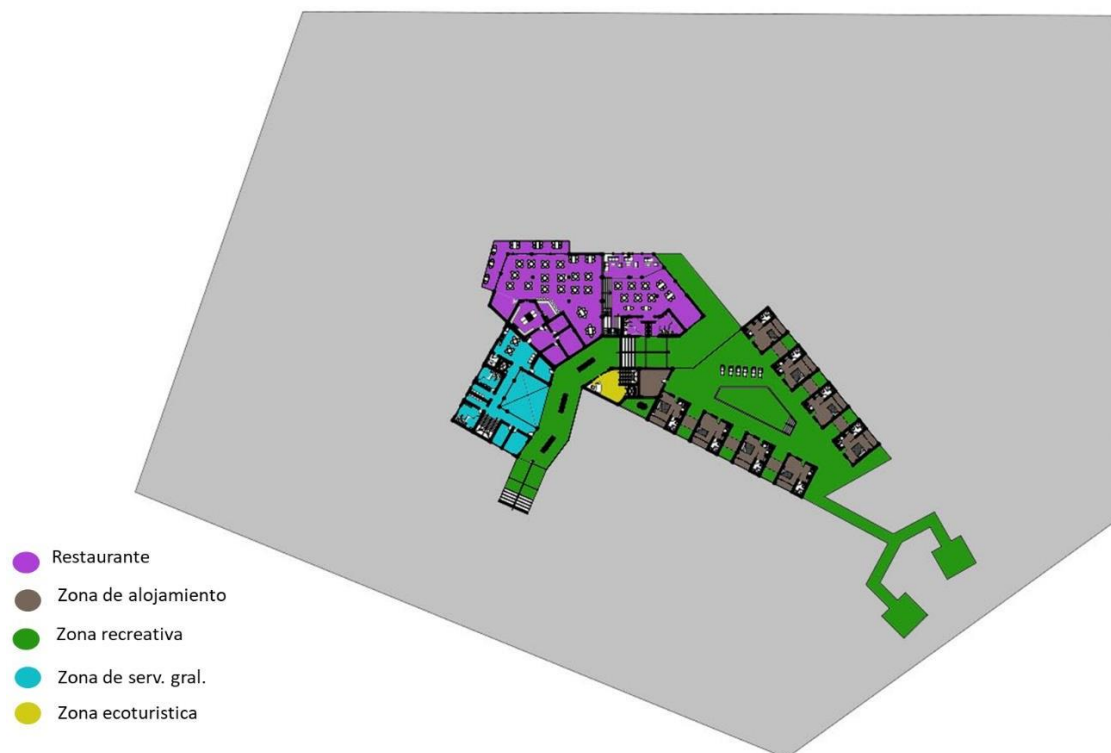 Restaurante
Zona de alojamiento
Zona recreativa
Zona de serv. gral.
Zona ecoturistica